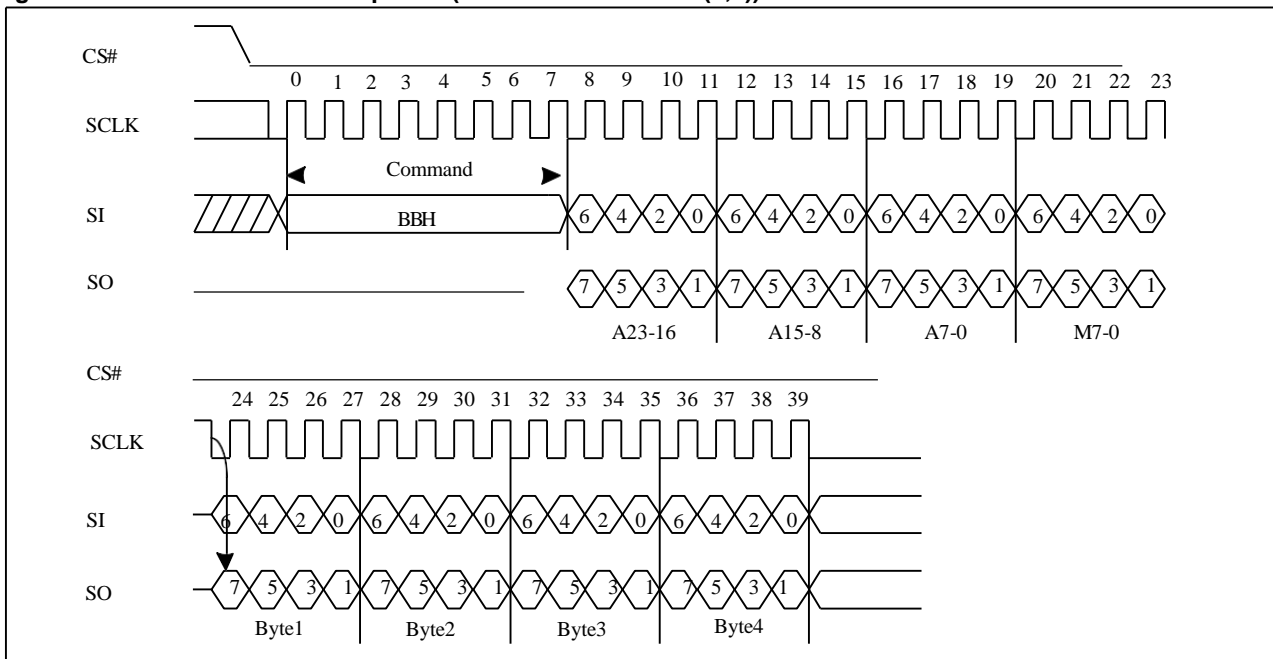 CS#
0 1 2 3 4 5 6 7 8 9 10 11 12 13 14 15 16 17 18 19 20 21 22 23
SCLK
Command
SI BBH 6 4 2 0 6 4 2 0 6 4 2 0 6 4 2 0
SO 7 5 3 1 7 5 3 1 7 5 3 1 7 5 3 1
A23-16 A15-8 A7-0 M7-0
CS#
24 25 26 27 28 29 30 31 32 33 34 35 36 37 38 39
SCLK
SI 6 4 2 0 6 4 2 0 6 4 2 0 6 4 2 0
SO 7 5 3 1 7 5 3 1 7 5 3 1 7 5 3 1
Byte1 Byte2 Byte3 Byte4